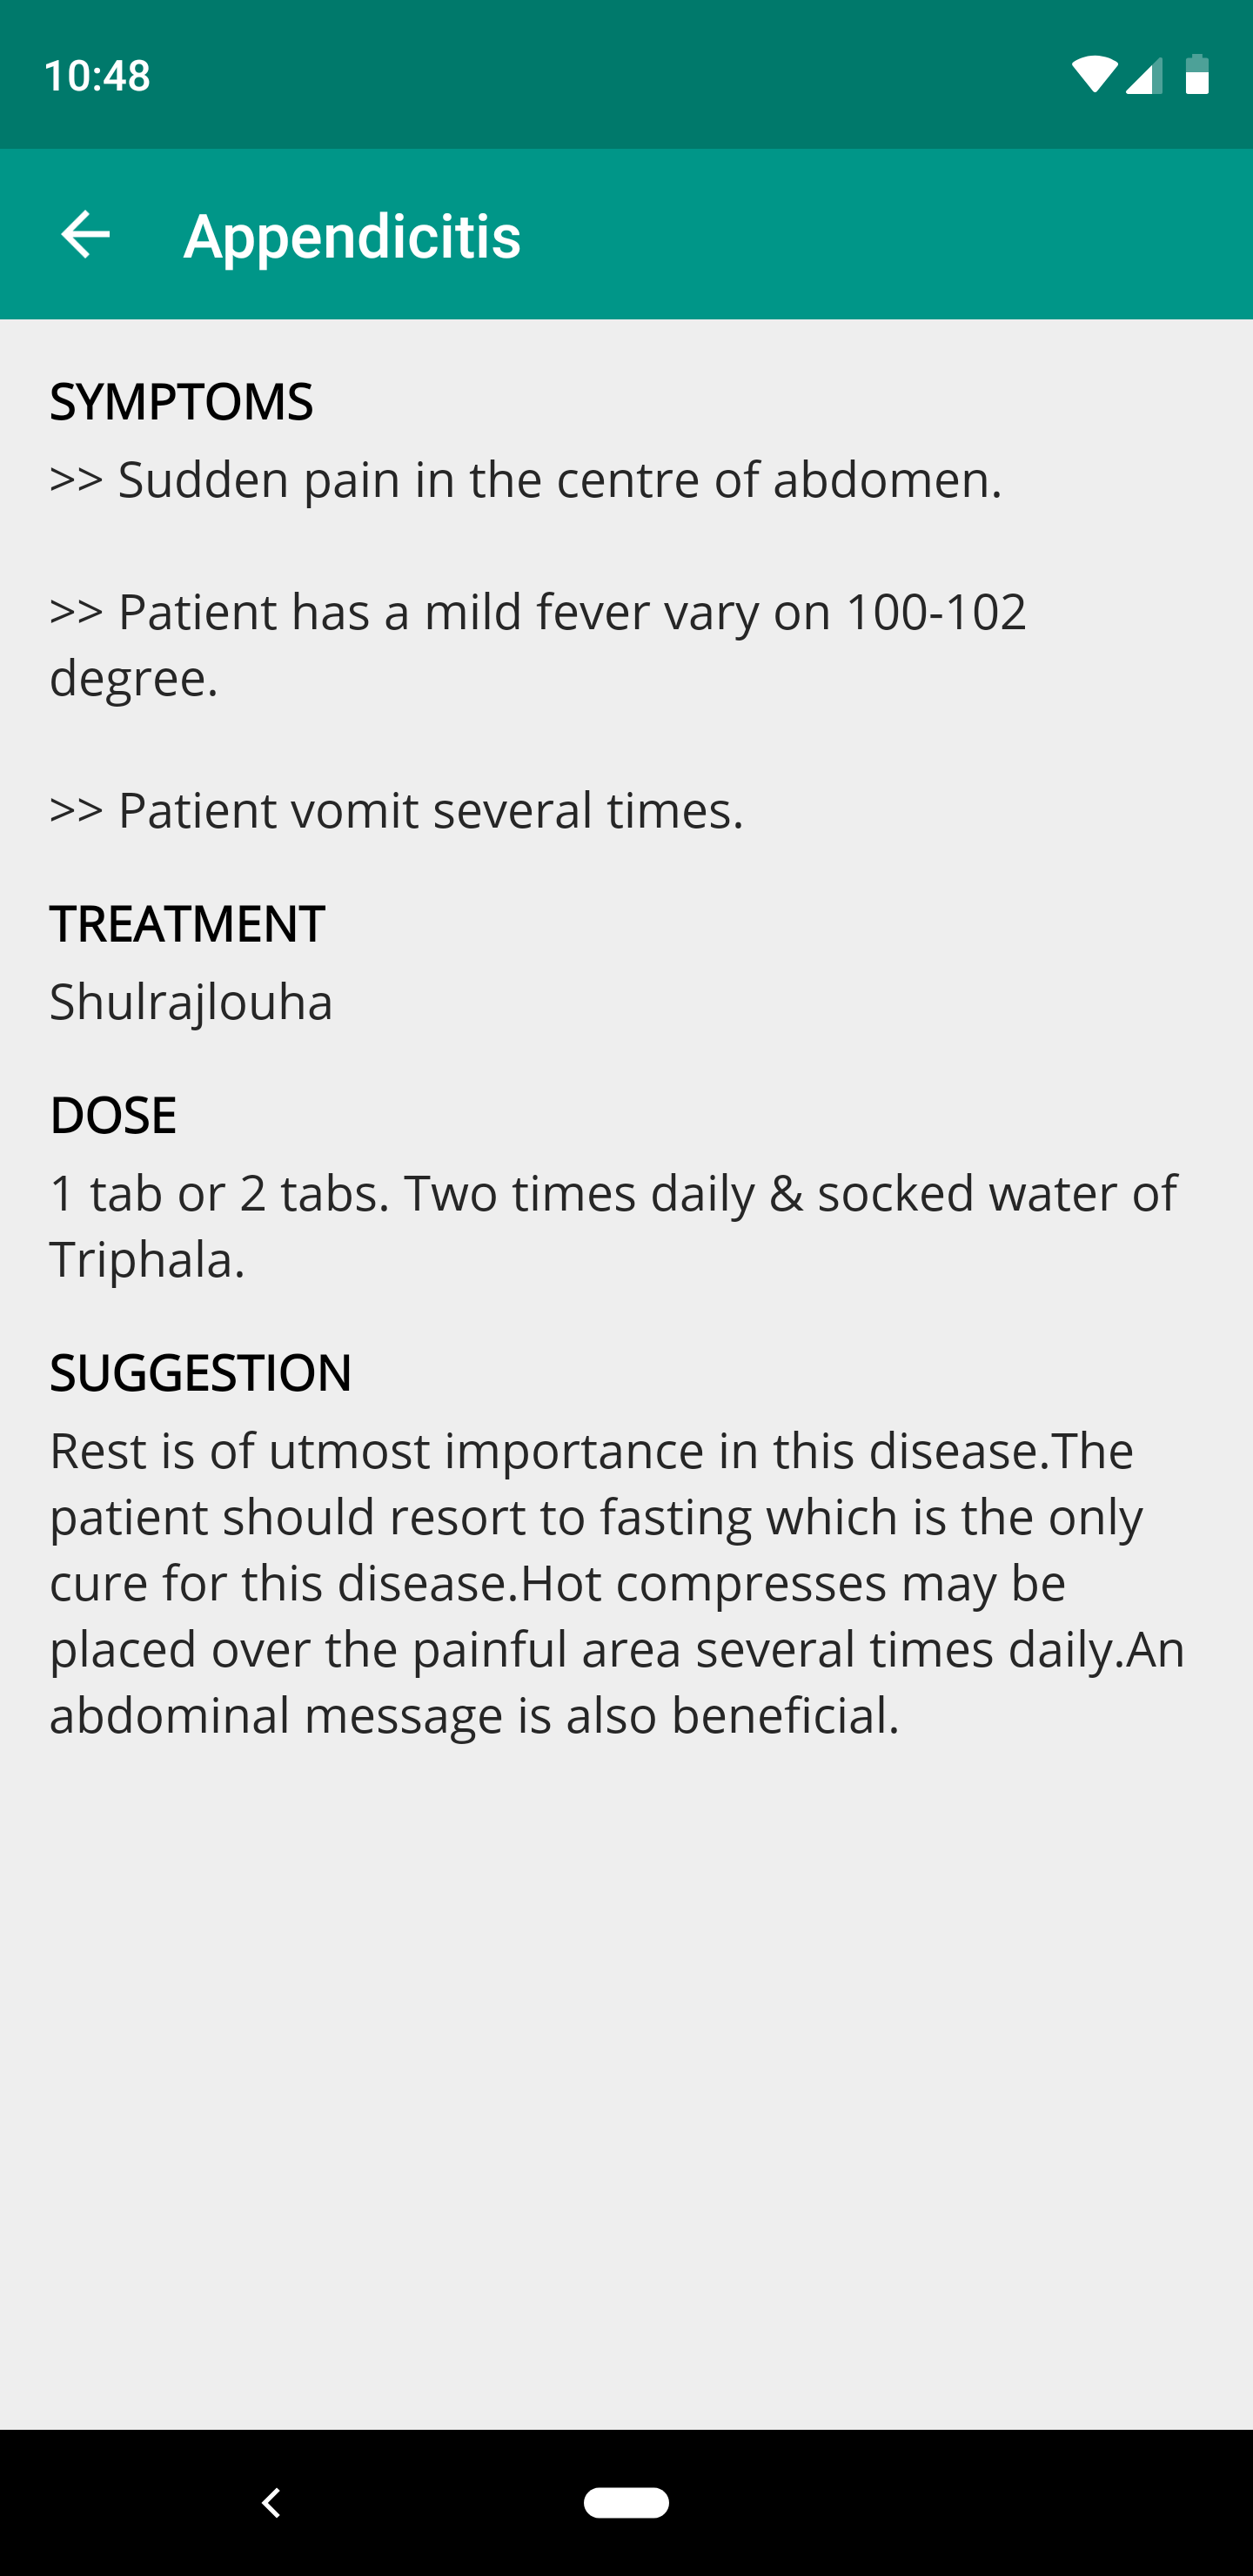 10:48
Appendicitis
SYMPTOMS
>> Sudden pain in the centre of abdomen.
>> Patient has a mild fever vary on 100-102
degree.
>> Patient vomit several times.
TREATMENT
Shulrajlouha
DOSE
1 tab or 2 tabs. Two times daily & socked water of
Triphala.
SUGGESTION
Rest is of utmost importance in this disease.The
patient should resort to fasting which is the only
cure for this disease.Hot compresses may be
placed over the painful area several times daily.An
abdominal message is also beneficial.